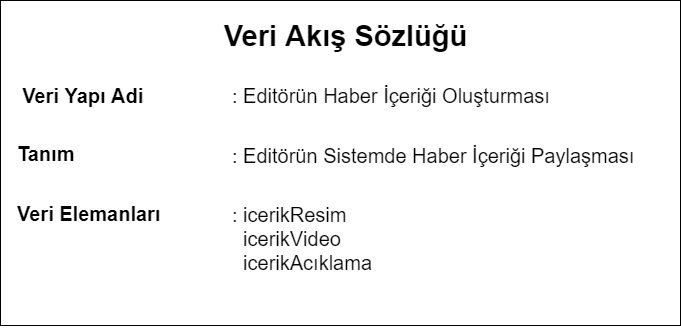 Veri Akış Sözlüğü
Veri Yapı Adi : Editörün Haber İçeriği Oluşturması
Tanım : Editörün Sistemde Haber İçeriği Paylaşması
Veri Elemanları : icerikResim
icerikVideo
icerikAcıklama